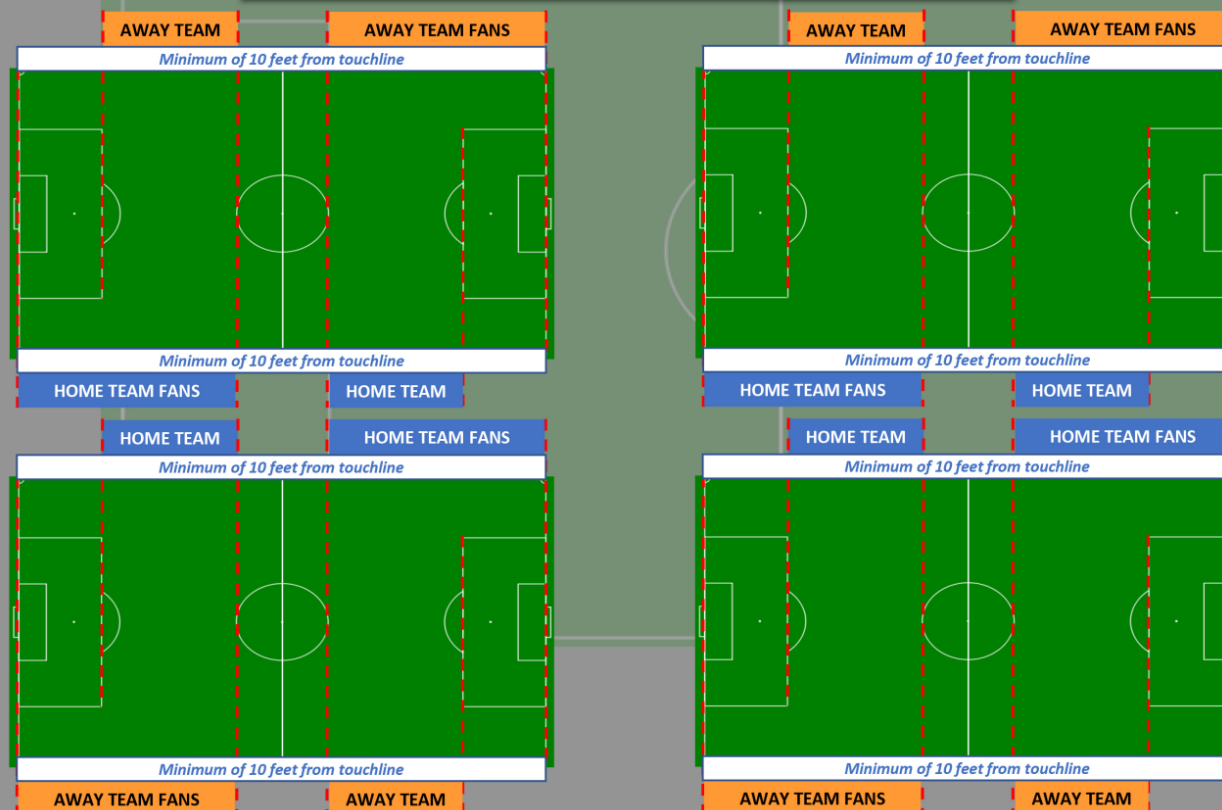 AWAY TEAM AWAY TEAM FANS AWAY TEAM AWAY TEAM FANS
Minimum of 10 feet from touchline Minimum of 10 feet from touchline
Minimum of 10 feet from touchline Minimum of 10 feet from touchline
HOME TEAM FANS HOME TEAM HOME TEAM FANS HOME TEAM
HOME TEAM HOME TEAM FANS HOME TEAM HOME TEAM FANS
Minimum of 10 feet from touchline Minimum of 10 feet from touchline
Minimum of 10 feet from touchline Minimum of 10 feet from touchline
AWAY TEAM FANS AWAY TEAM AWAY TEAM FANS AWAY TEAM